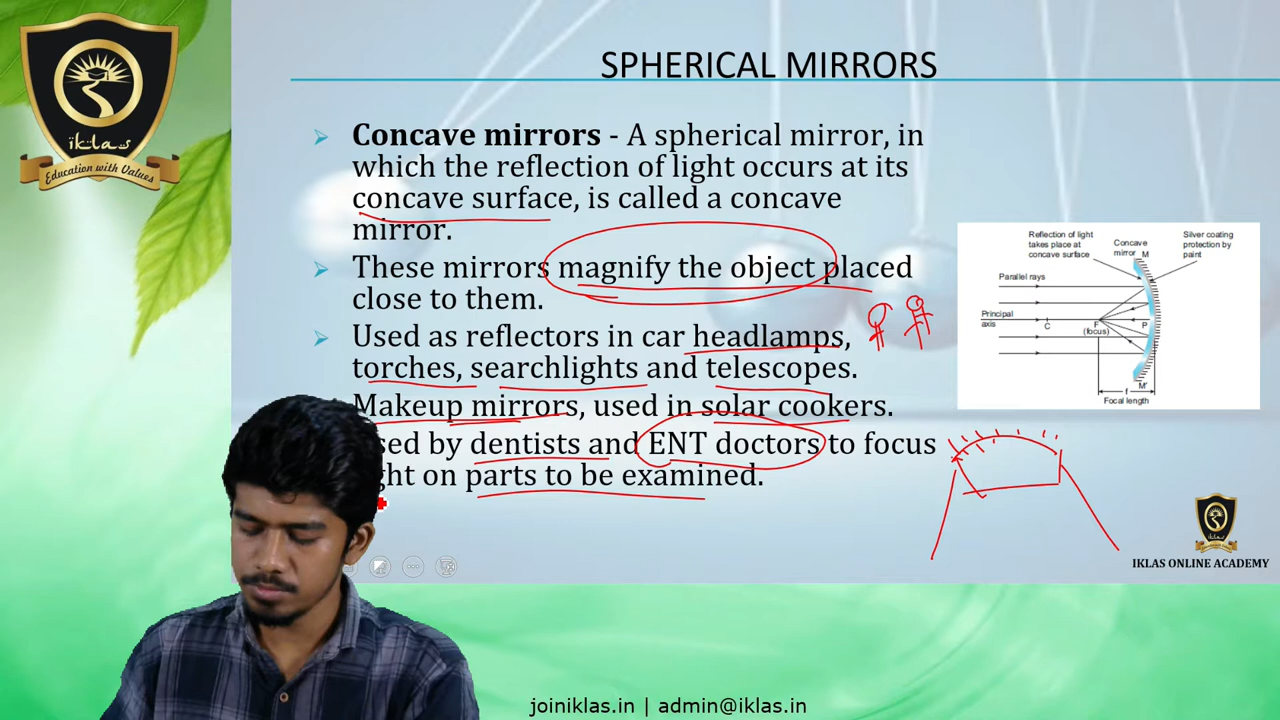 iklas
Education with Values
SPHERICAL MIRRORS
Concave mirrors - A spherical mirror, in
which the reflection of light occurs at its
concave surface, is called a concave
mirror.
These mirrors magnify the object placed
close to them.
Used as reflectors in car headlamps,
torches, searchlights and telescopes.
Makeup mirrors, used in solar cookers.
sed by dentists and ENT doctors to focus
ght on parts to be examined.
Reflection of light
takes place at
concave surface
Concave
mirror
M
Silver coating
protection by
paint
Parallel rays
Principal
axis
C
F
(focus)
P
M'
f
Focal length
IKLAS ONLINE ACADEMY
joiniklas.in | admin@iklas.in